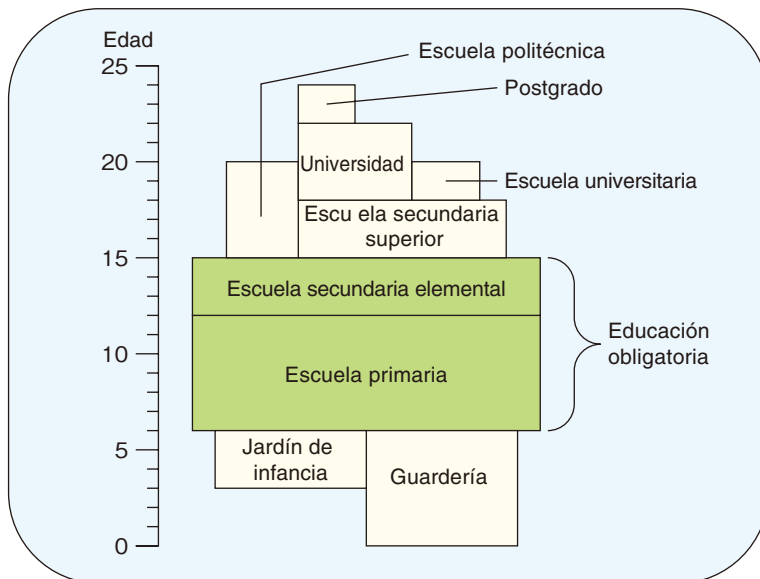 Edad
25
20
15
10
5
0
Escuela politécnica
Postgrado
Universidad
Escuela universitaria
Escu ela secundaria
superior
Escuela secundaria elemental
Educación
obligatoria
Escuela primaria
Jardín de
infancia
Guardería